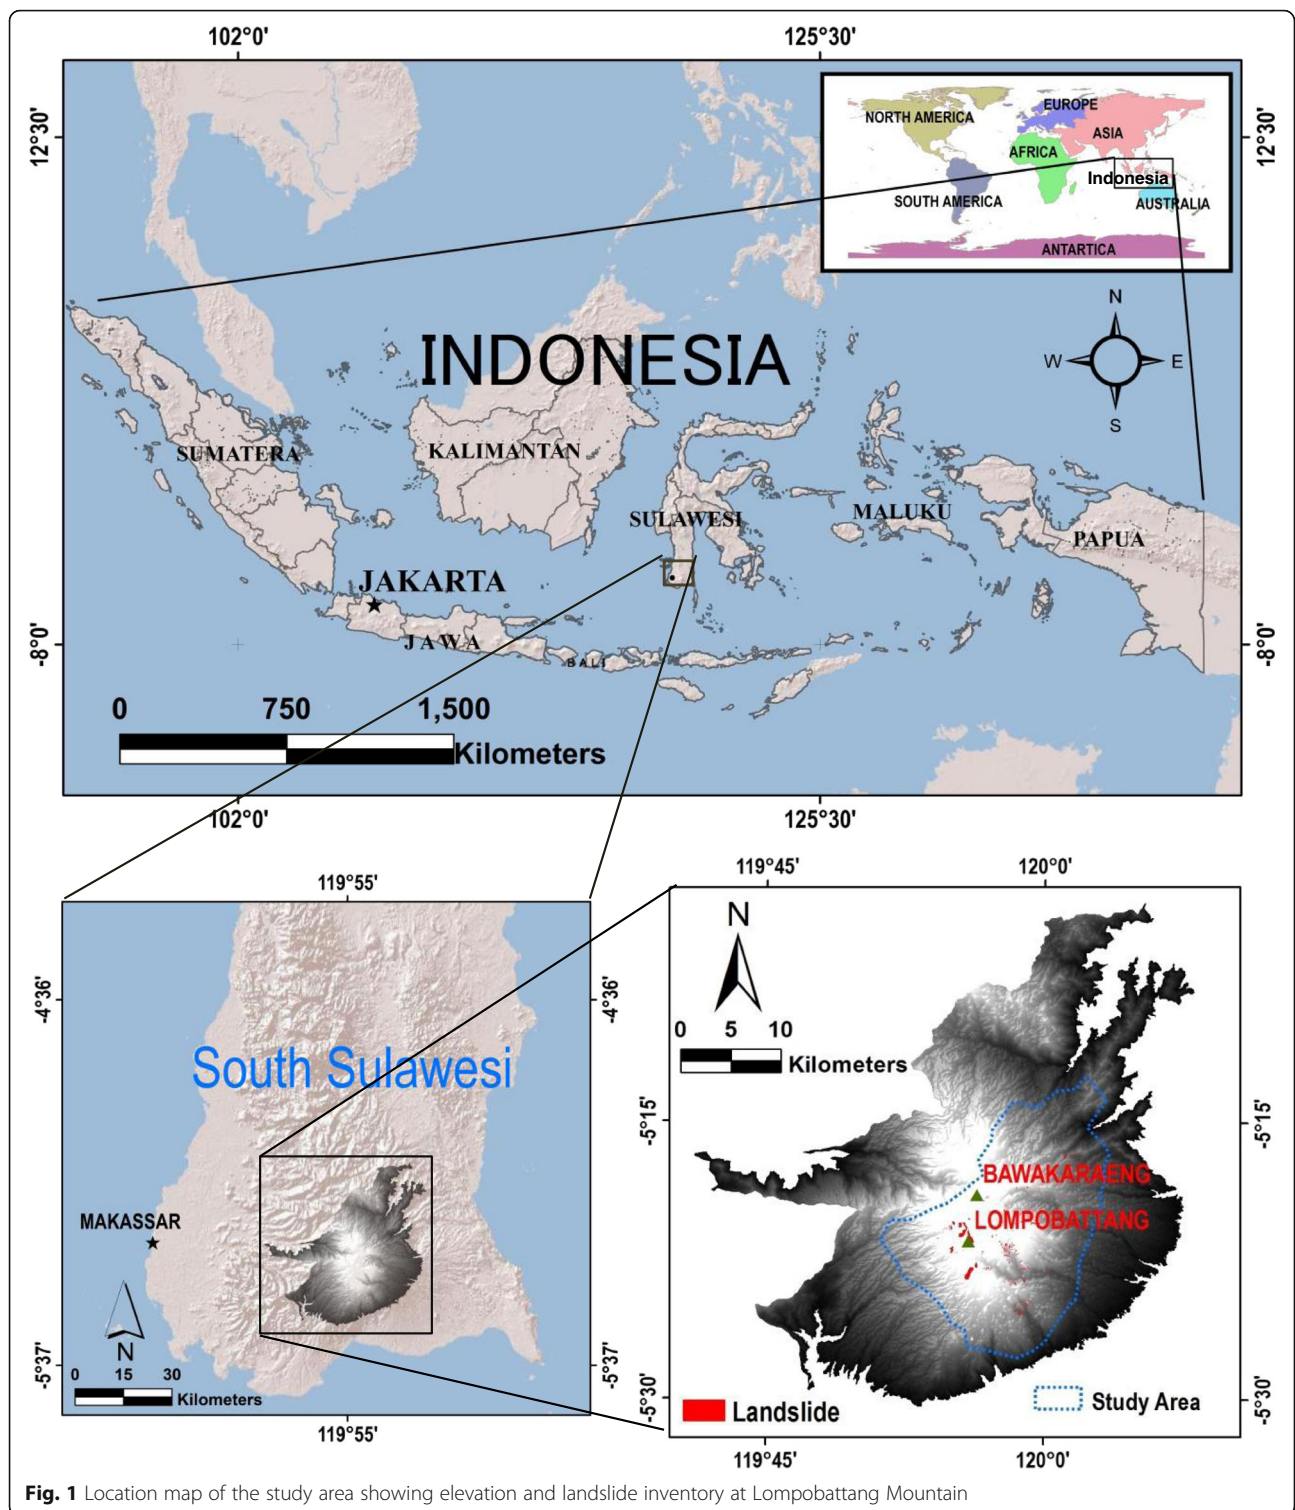 102°0'
125°30'
12°30'
12°30'
NORTH AMERICA
EUROPE
ASIA
AFRICA
Indonesia
SOUTH AMERICA
AUSTRALIA
ANTARTICA
N
W
E
S
INDONESIA
SUMATERA
KALIMANTAN
SULAWESI
MALUKU
PAPUA
JAKARTA
JAWA
BALI
-8°0'
-8°0'
0 750 1,500
Kilometers
102°0'
125°30'
119°55'
-4°36'
-4°36'
South Sulawesi
MAKASSAR
N
0 15 30
Kilometers
-5°37'
-5°37'
119°55'
119°45'
120°0'
N
0 5 10
Kilometers
-5°15'
-5°15'
BAWAKARAENG
LOMPOBATTANG
-5°30'
-5°30'
Landslide
Study Area
119°45'
120°0'
Fig. 1 Location map of the study area showing elevation and landslide inventory at Lompobattang Mountain